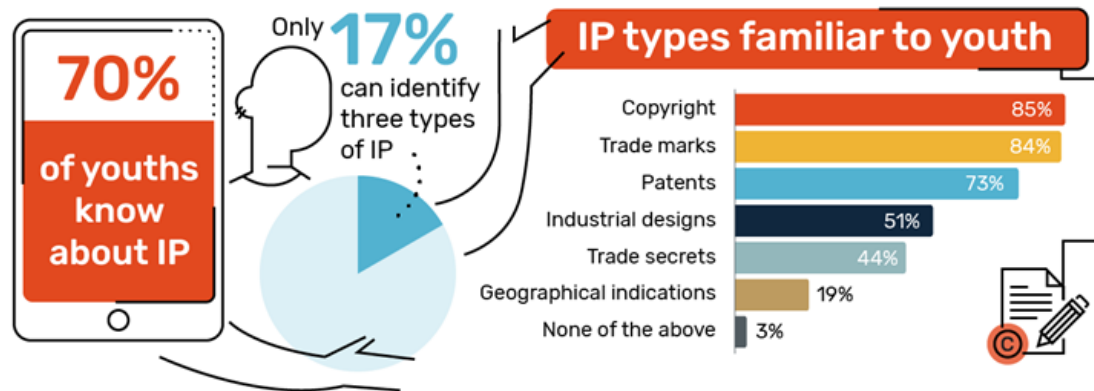 70%
of youths
know
about IP
Only 17%
can identify
three types
of IP
IP types familiar to youth
Copyright 85%
Trade marks 84%
Patents 73%
Industrial designs 51%
Trade secrets 44%
Geographical indications 19%
None of the above 3%
C